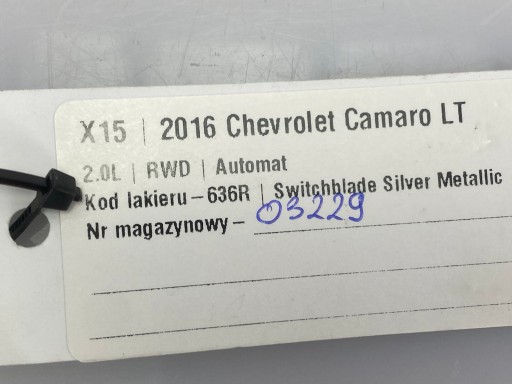 X15 | 2016 Chevrolet Camaro LT
2.0L | RWD | Automat
Kod lakieru – 636R | Switchblade Silver Metallic
Nr magazynowy – 03229